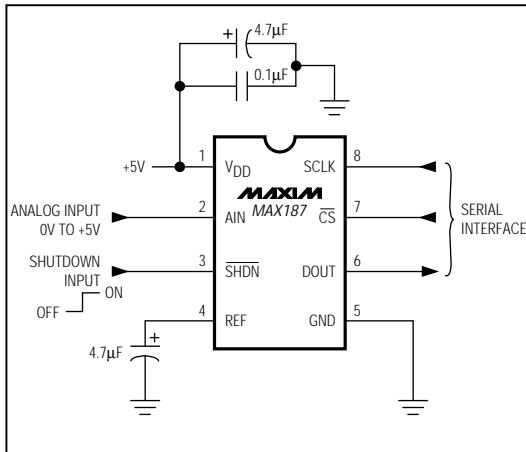 + 4.7µF
0.1µF
+5V
1 VDD SCLK 8
MAXIM
MAX187
ANALOG INPUT
0V TO +5V
2 AIN CS 7
SERIAL
INTERFACE
SHUTDOWN
INPUT
3 SHDN DOUT 6
ON
OFF
4 REF GND 5
+
4.7µF